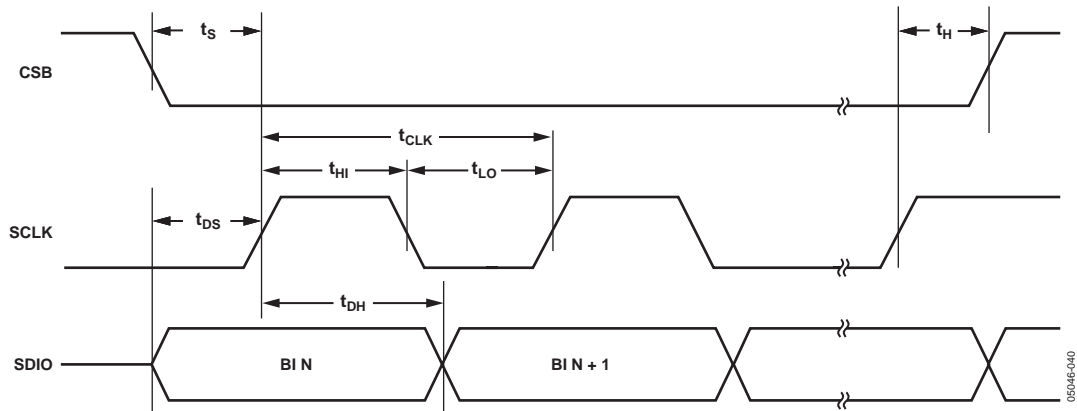 tS
tH
CSB
tCLK
tHI
tLO
tDS
SCLK
tDH
SDIO
BI N
BI N + 1
05046-040